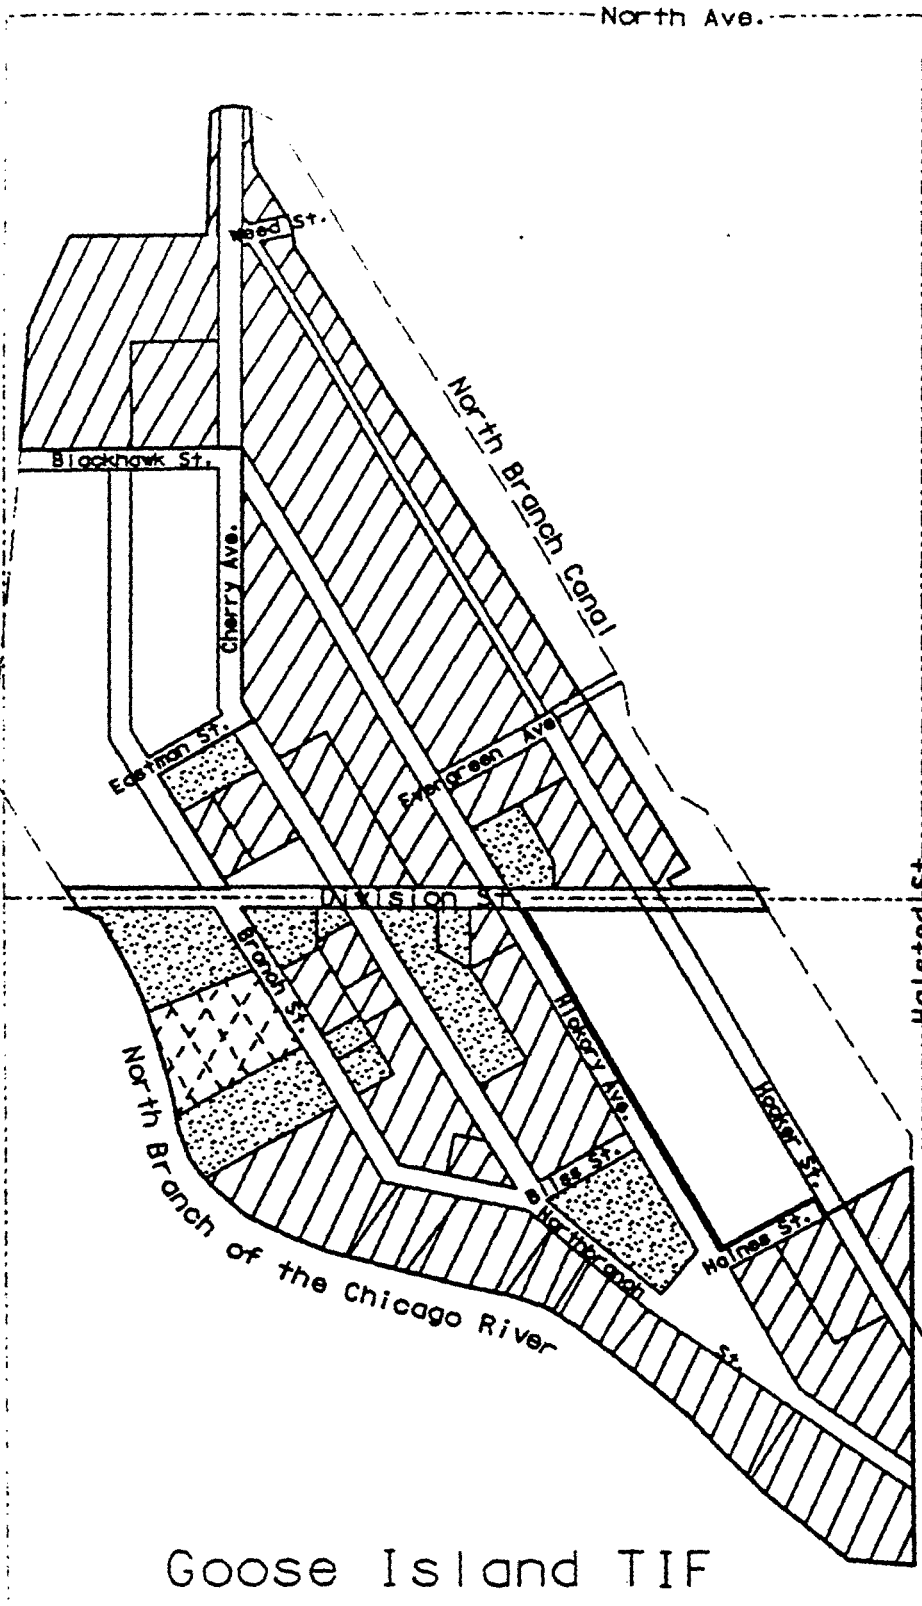 North Ave.
Weed St.
North Branch Canal
Blackhawk St.
Cherry Ave.
Eastman St.
Evergreen Ave
Division St
Halsted St.
Branch St.
Hickory Ave.
North Branch of the Chicago River
Hooker St.
Bliss St.
Haines St.
Northbranch
St.
Goose Island TIF